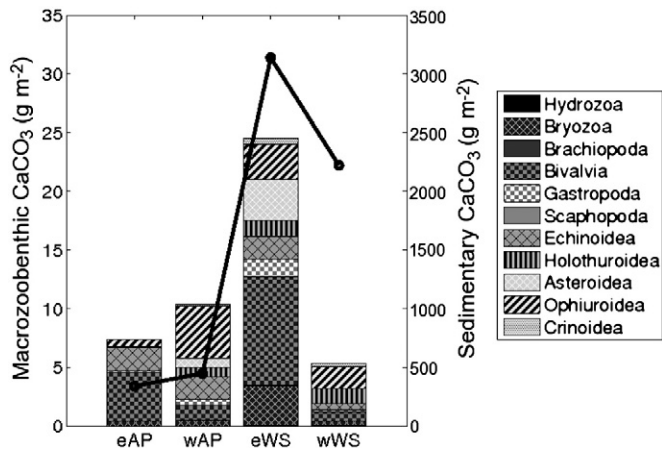 35
30
25
20
15
10
5
0
Macrozoobenthic CaCO₃ (g m⁻²)
eAP wAP eWS wWS
3500
3000
2500
2000
1500
1000
500
0
Sedimentary CaCO₃ (g m⁻²)
Hydrozoa
Bryozoa
Brachiopoda
Bivalvia
Gastropoda
Scaphopoda
Echinoidea
Holothuroidea
Asteroidea
Ophiuroidea
Crinoidea